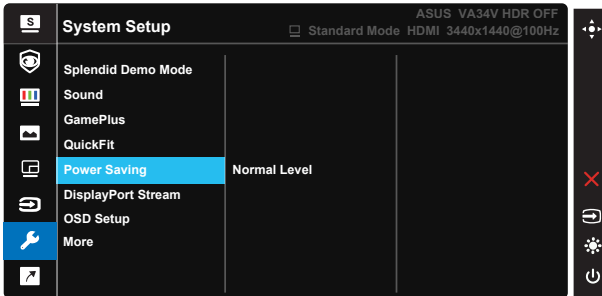 S
System Setup
ASUS VA34V HDR OFF
Standard Mode HDMI 3440x1440@100Hz
Splendid Demo Mode
Sound
GamePlus
QuickFit
Power Saving Normal Level
DisplayPort Stream
OSD Setup
More